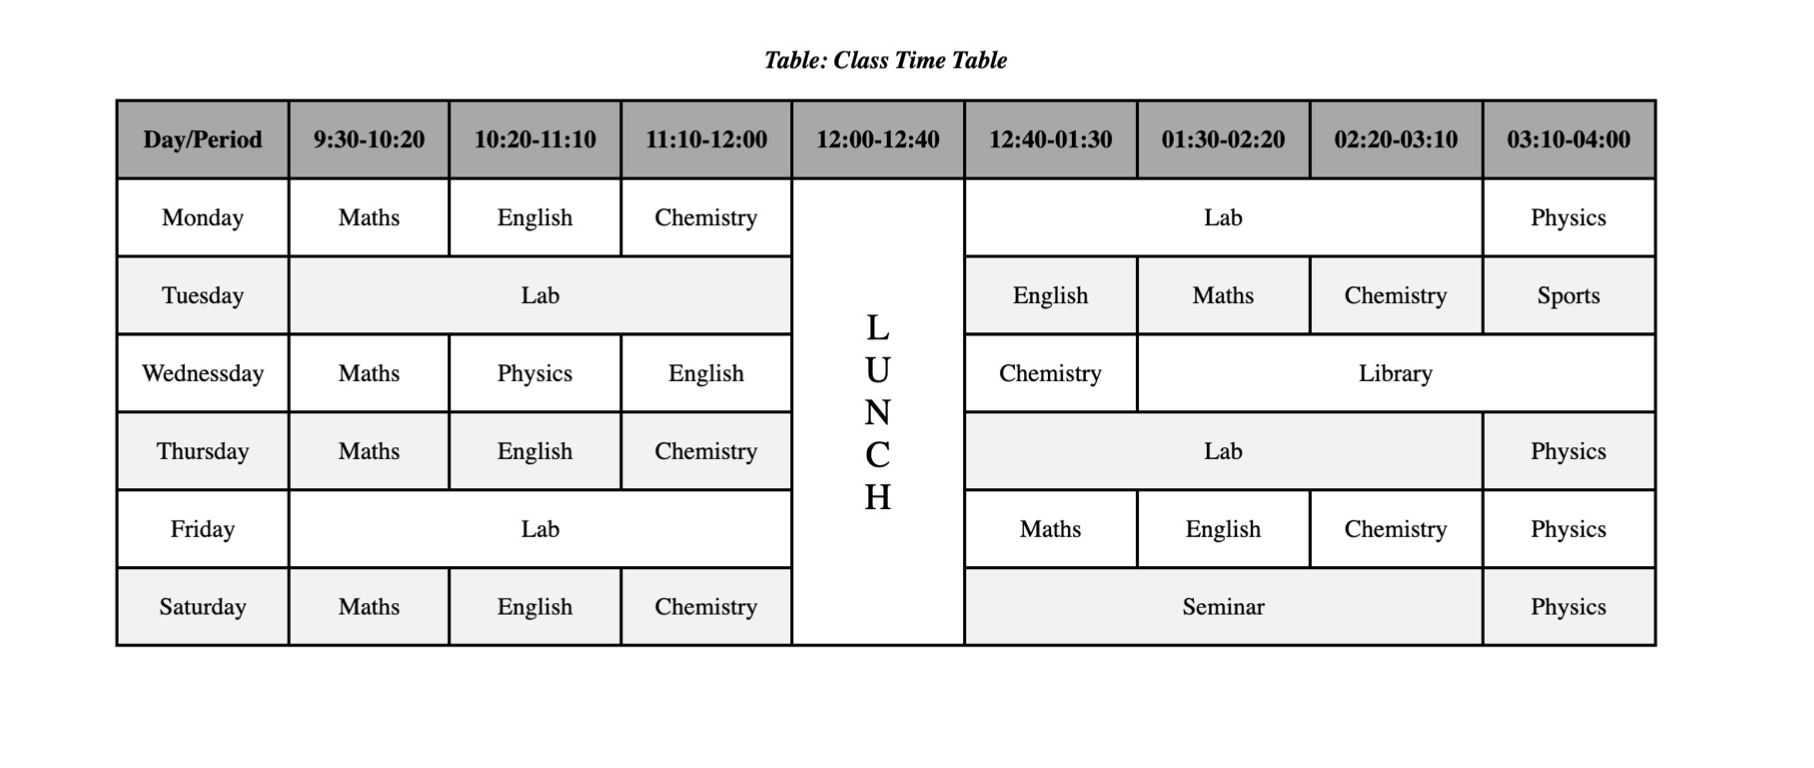 Table: Class Time Table
Day/Period 9:30-10:20 10:20-11:10 11:10-12:00 12:00-12:40 12:40-01:30 01:30-02:20 02:20-03:10 03:10-04:00
Monday Maths English Chemistry Lab Physics
Tuesday Lab English Maths Chemistry Sports
Wednessday Maths Physics English Chemistry Library
Thursday Maths English Chemistry Lab Physics
Friday Lab Maths English Chemistry Physics
Saturday Maths English Chemistry Seminar Physics
L
U
N
C
H